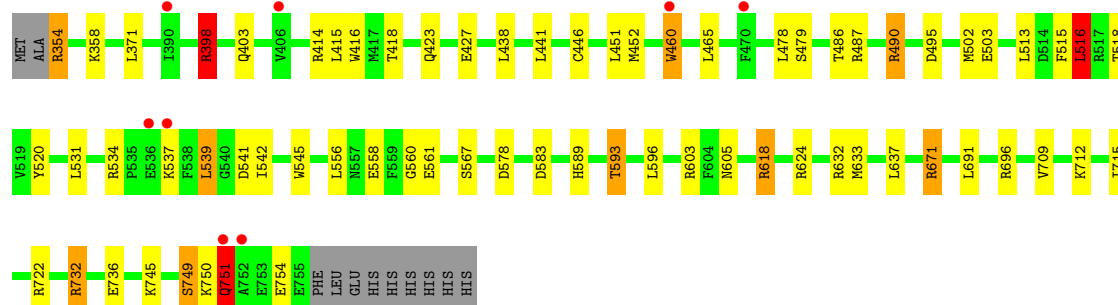 MET ALA R354 K358 L371 I390 R398 Q403 V406 R414 L415 W416 M417 T418 Q423 E427 L438 L441 C446 L451 M452 W460 L465 F470 L478 S479 T486 R487 R490 D495 M502 E503 L513 D514 F515 L516 R517 T518
V519 Y520 L531 R534 P535 E536 K537 F538 L539 G540 D541 I542 W545 L556 N557 E558 F559 G560 E561 S567 D578 D583 H589 T593 L596 R603 F604 N605 R618 R624 R632 M633 L637 R671 L691 R696 V709 K712
R722 R732 E736 K745 S749 K750 Q751 A752 E753 E754 E755 PHE LEU GLU HIS HIS HIS HIS HIS HIS